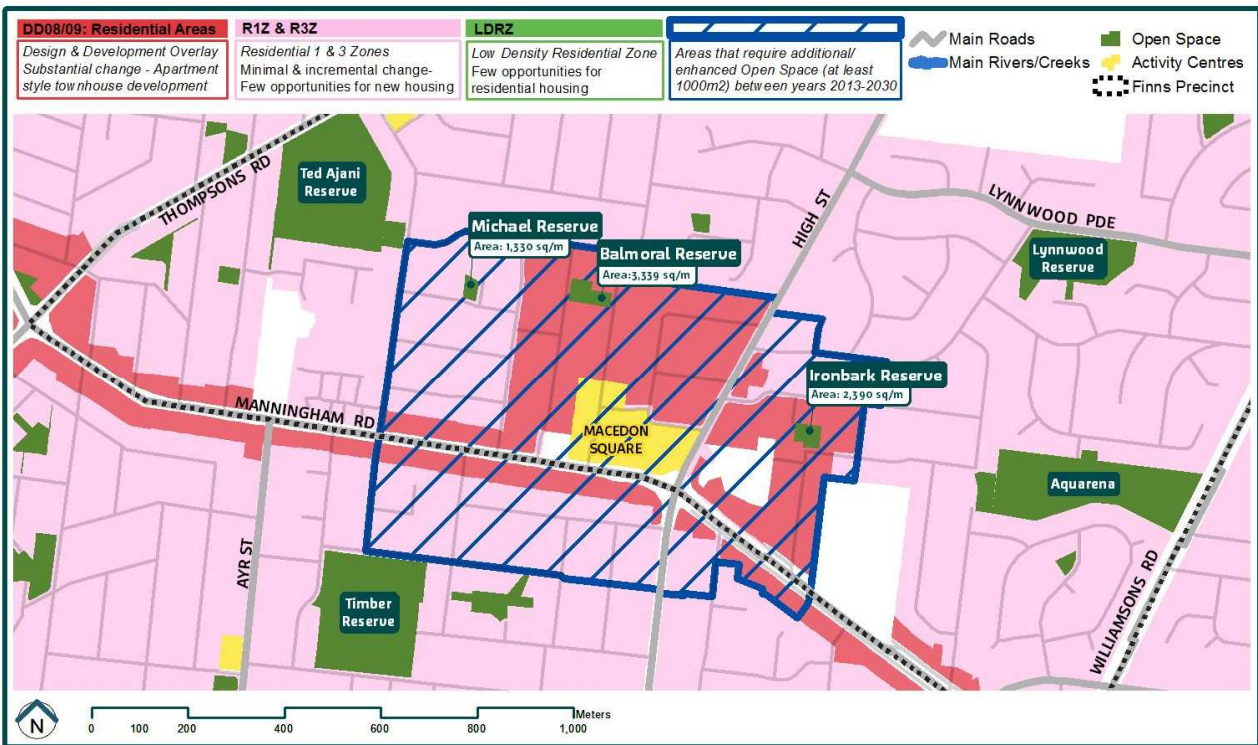 DD08/09: Residential Areas
Design & Development Overlay
Substantial change - Apartment
style townhouse development
R1Z & R3Z
Residential 1 & 3 Zones
Minimal & incremental change-
Few opportunities for new housing
LDRZ
Low Density Residential Zone
Few opportunities for
residential housing
Areas that require additional/
enhanced Open Space (at least
1000m2) between years 2013-2030
Main Roads
Main Rivers/Creeks
Open Space
Activity Centres
Finns Precinct
Ted Ajani
Reserve
THOMPSONS RD
Michael Reserve
Area: 1,330 sq/m
Balmoral Reserve
Area:3,339 sq/m
HIGH ST
LYNNWOOD PDE
Lynnwood
Reserve
Ironbark Reserve
Area: 2,390 sq/m
MANNINGHAM RD
MACEDON
SQUARE
Aquarena
AYR ST
Timber
Reserve
WILLIAMSONS RD
N
Meters
0 100 200 400 600 800 1,000